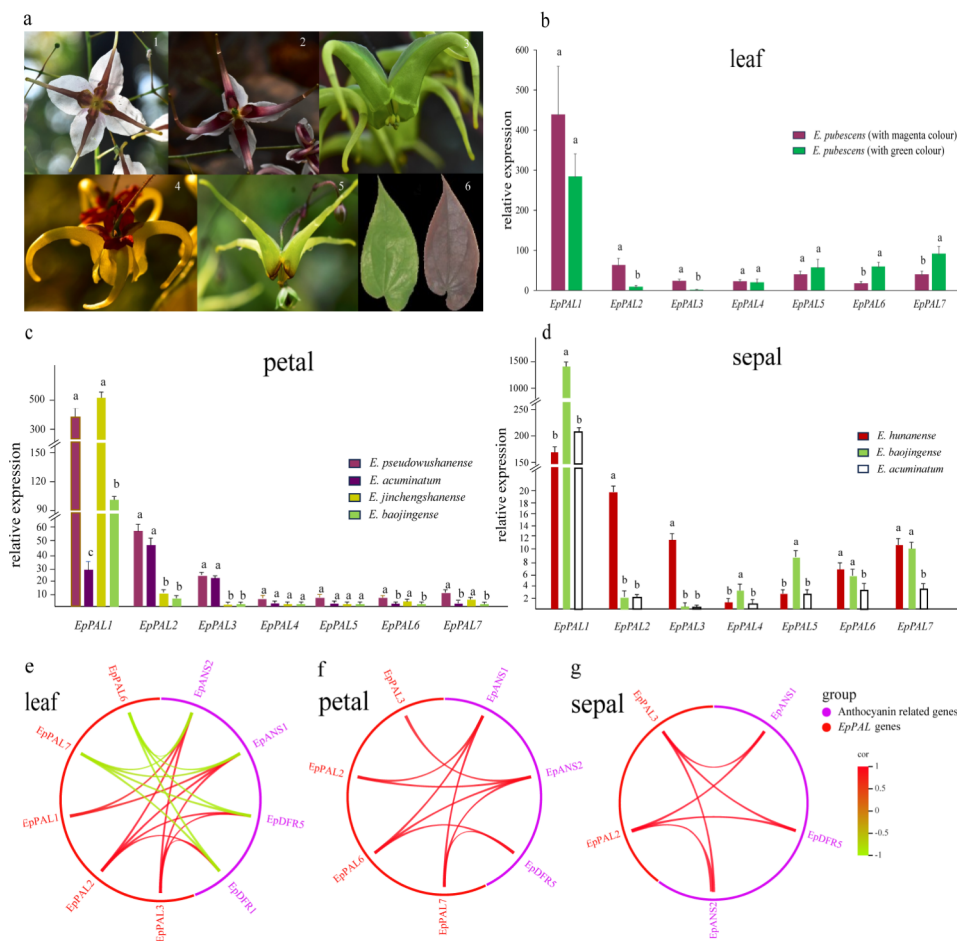 a
1
2
3
4
5
6
b
leaf
relative expression
600
500
400
300
200
100
0
a
a
a
b
a
b
a
a
a
a
b
a
b
a
E. pubescens (with magenta colour)
E. pubescens (with green colour)
EpPAL1
EpPAL2
EpPAL3
EpPAL4
EpPAL5
EpPAL6
EpPAL7
c
petal
relative expression
500
300
150
120
90
60
50
40
30
20
10
a
c
a
b
a
a
b
b
a
a
b
b
a
a
a
a
a
a
a
a
a
b
a
b
a
b
a
b
E. pseudowushanense
E. acuminatum
E. jinchengshanense
E. baojingense
EpPAL1
EpPAL2
EpPAL3
EpPAL4
EpPAL5
EpPAL6
EpPAL7
d
sepal
relative expression
1500
1000
250
200
150
20
18
16
14
12
10
8
6
4
2
b
a
b
a
b
b
a
b
b
b
a
b
b
a
b
a
a
b
a
a
b
E. hunanense
E. baojingense
E. acuminatum
EpPAL1
EpPAL2
EpPAL3
EpPAL4
EpPAL5
EpPAL6
EpPAL7
e
leaf
EpPAL6
EpANS2
EpPAL7
EpANS1
EpPAL1
EpDFR5
EpPAL2
EpDFR1
EpPAL3
f
petal
EpPAL3
EpANS1
EpPAL2
EpANS2
EpPAL6
EpDFR5
EpPAL7
g
sepal
EpPAL3
EpANS1
EpPAL2
EpDFR5
EpANS2
group
Anthocyanin related genes
EpPAL genes
cor
1
0.5
0
-0.5
-1